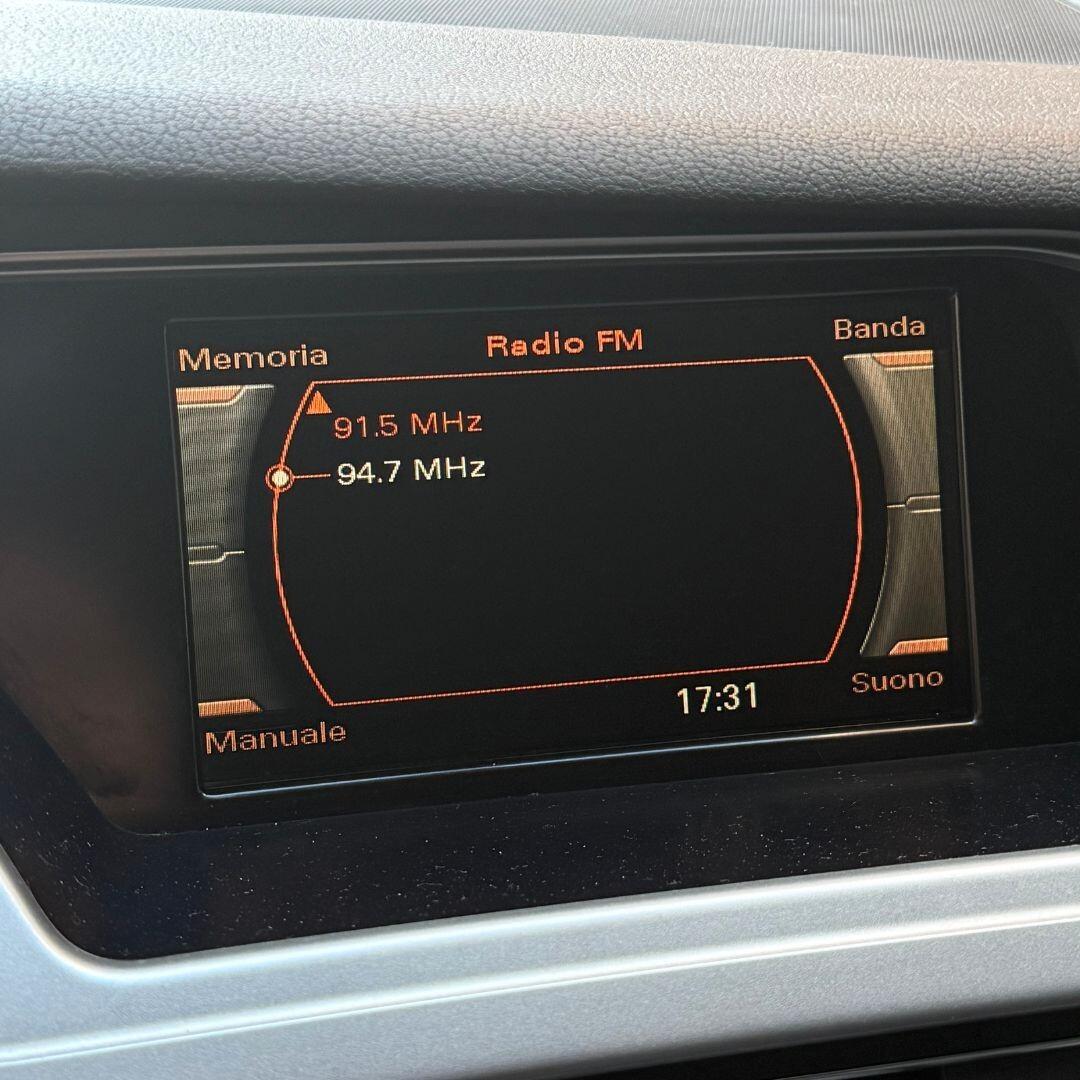 Memoria
Radio FM
Banda
91.5 MHz
94.7 MHz
17:31
Suono
Manuale